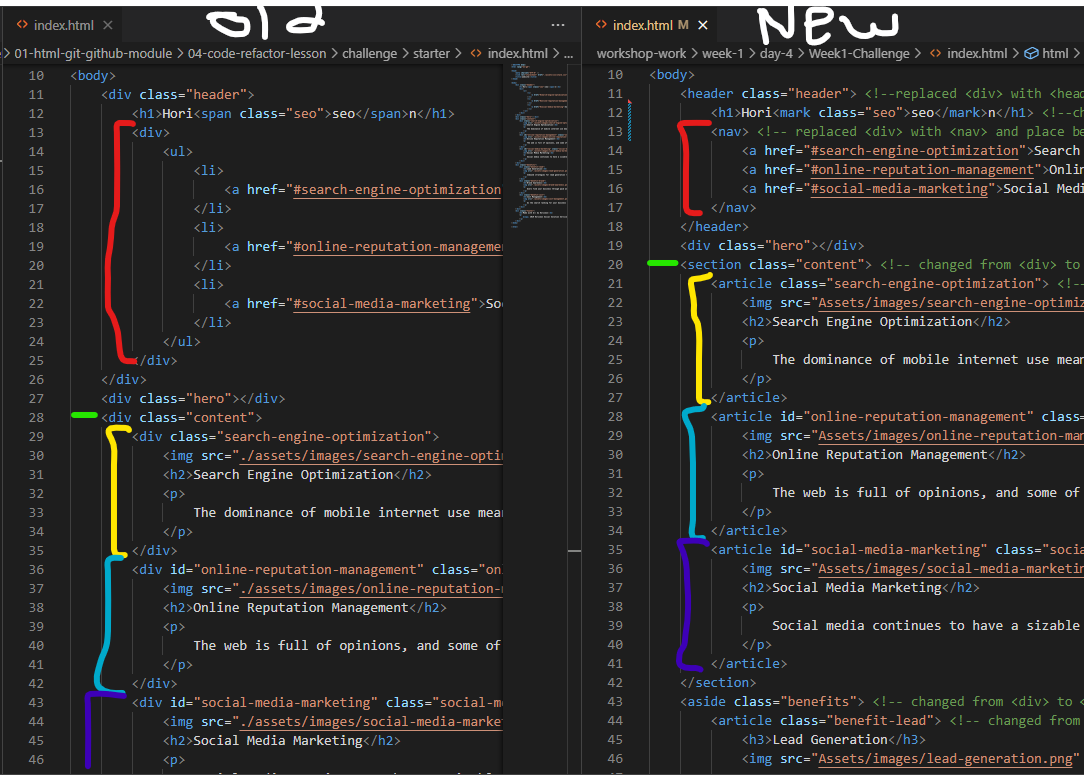 old
NEW
index.html
index.html M
01-html-git-github-module > 04-code-refactor-lesson > challenge > starter > index.html > ...
workshop-work > week-1 > day-4 > Week1-Challenge > index.html > html >
10 <body>
11 <div class="header">
12 <h1>Hori<span class="seo">seo</span>n</h1>
13 <div>
14 <ul>
15 <li>
16 <a href="#search-engine-optimization
17 </li>
18 <li>
19 <a href="#online-reputation-manageme
20 </li>
21 <li>
22 <a href="#social-media-marketing">So
23 </li>
24 </ul>
25 </div>
26 </div>
27 <div class="hero"></div>
28 <div class="content">
29 <div class="search-engine-optimization">
30 <img src="./assets/images/search-engine-opti
31 <h2>Search Engine Optimization</h2>
32 <p>
33 The dominance of mobile internet use mea
34 </p>
35 </div>
36 <div id="online-reputation-management" class="on
37 <img src="./assets/images/online-reputation-
38 <h2>Online Reputation Management</h2>
39 <p>
40 The web is full of opinions, and some of
41 </p>
42 </div>
43 <div id="social-media-marketing" class="social-m
44 <img src="./assets/images/social-media-marke
45 <h2>Social Media Marketing</h2>
46 <p>
10 <body>
11 <header class="header"> <!--replaced <div> with <head
12 <h1>Hori<mark class="seo">seo</mark>n</h1> <!--ch
13 <nav> <!-- replaced <div> with <nav> and place be
14 <a href="#search-engine-optimization">Search
15 <a href="#online-reputation-management">Onli
16 <a href="#social-media-marketing">Social Medi
17 </nav>
18 </header>
19 <div class="hero"></div>
20 <section class="content"> <!-- changed from <div> to
21 <article class="search-engine-optimization"> <!--
22 <img src="Assets/images/search-engine-optimiz
23 <h2>Search Engine Optimization</h2>
24 <p>
25 The dominance of mobile internet use mean
26 </p>
27 </article>
28 <article id="online-reputation-management" class=
29 <img src="Assets/images/online-reputation-man
30 <h2>Online Reputation Management</h2>
31 <p>
32 The web is full of opinions, and some of
33 </p>
34 </article>
35 <article id="social-media-marketing" class="socia
36 <img src="Assets/images/social-media-marketin
37 <h2>Social Media Marketing</h2>
38 <p>
39 Social media continues to have a sizable
40 </p>
41 </article>
42 </section>
43 <aside class="benefits"> <!-- changed from <div> to <
44 <article class="benefit-lead"> <!-- changed from
45 <h3>Lead Generation</h3>
46 <img src="Assets/images/lead-generation.png"